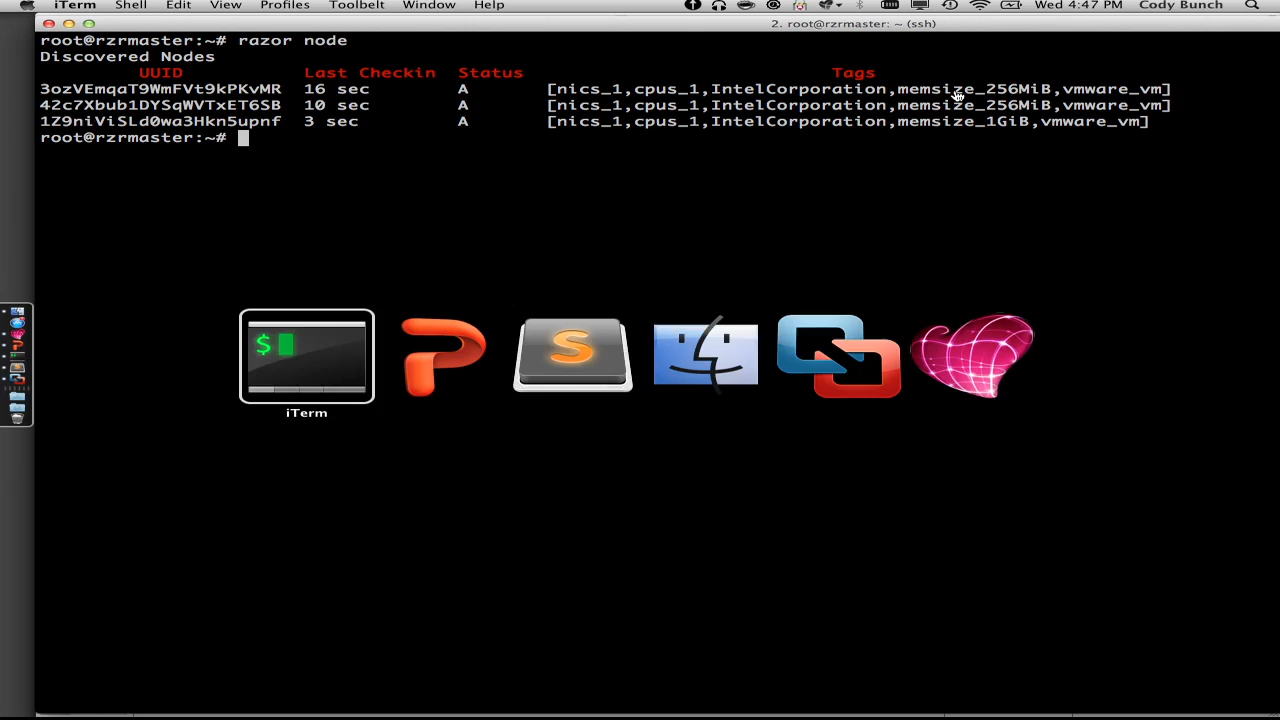 iTerm Shell Edit View Profiles Toolbelt Window Help Wed 4:47 PM Cody Bunch
2. root@rzrmaster: ~ (ssh)
root@rzrmaster:~# razor node
Discovered Nodes
UUID Last Checkin Status Tags
3ozVEmqaT9WmFVt9kPKvMR 16 sec A [nics_1,cpus_1,IntelCorporation,memsize_256MiB,vmware_vm]
42c7Xbub1DYSqWVTxET6SB 10 sec A [nics_1,cpus_1,IntelCorporation,memsize_256MiB,vmware_vm]
1Z9niViSLd0wa3Hkn5upnf 3 sec A [nics_1,cpus_1,IntelCorporation,memsize_1GiB,vmware_vm]
root@rzrmaster:~#
$
iTerm